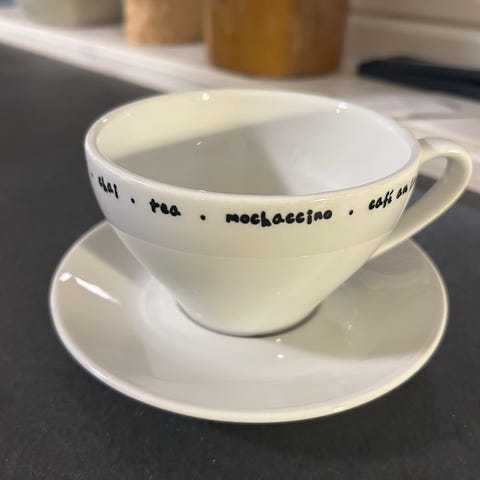 • chai • tea • mochaccino • café au